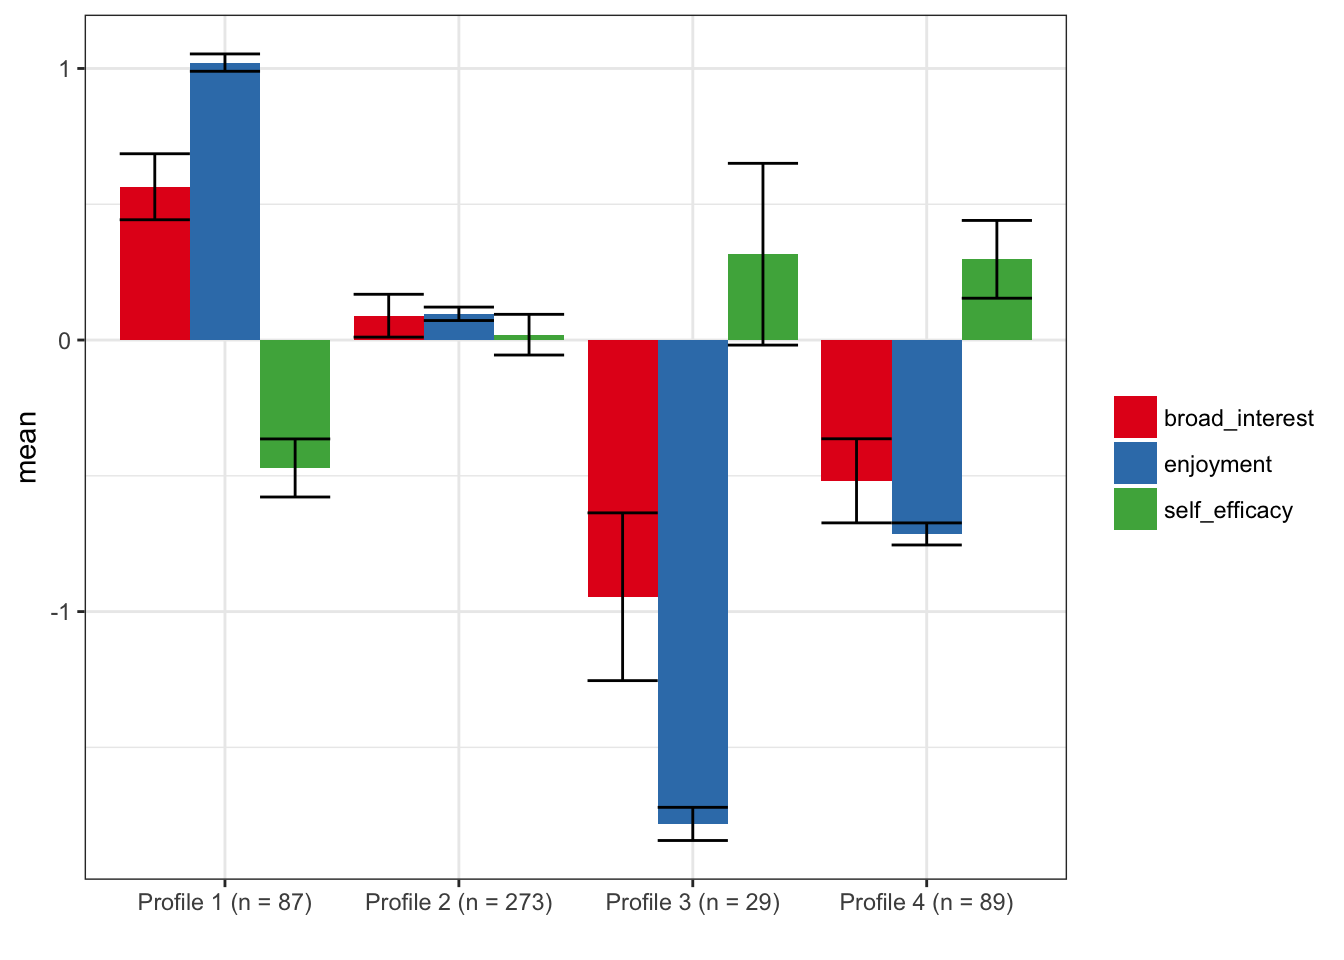 1
0
-1
mean
Profile 1 (n = 87)
Profile 2 (n = 273)
Profile 3 (n = 29)
Profile 4 (n = 89)
broad_interest
enjoyment
self_efficacy